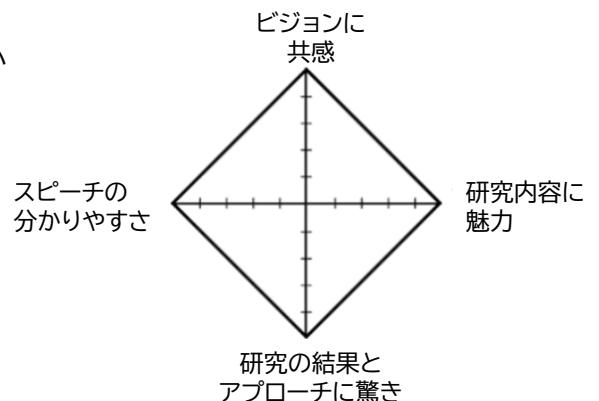 ビジョンに
共感
スピーチの
分かりやすさ
研究内容に
魅力
研究の結果と
アプローチに驚き